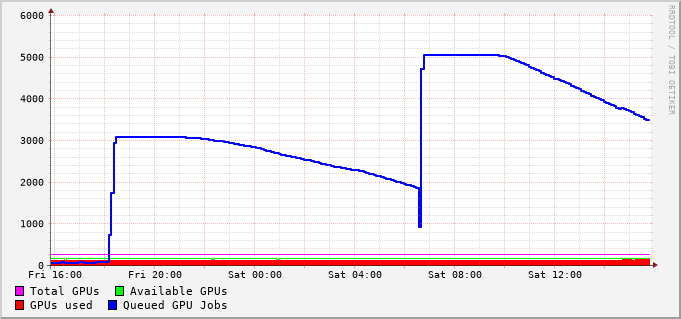 6000
5000
4000
3000
2000
1000
0
Fri 16:00 Fri 20:00 Sat 00:00 Sat 04:00 Sat 08:00 Sat 12:00
Total GPUs Available GPUs
GPUs used Queued GPU Jobs
RRDTOOL / TOBI OETIKER